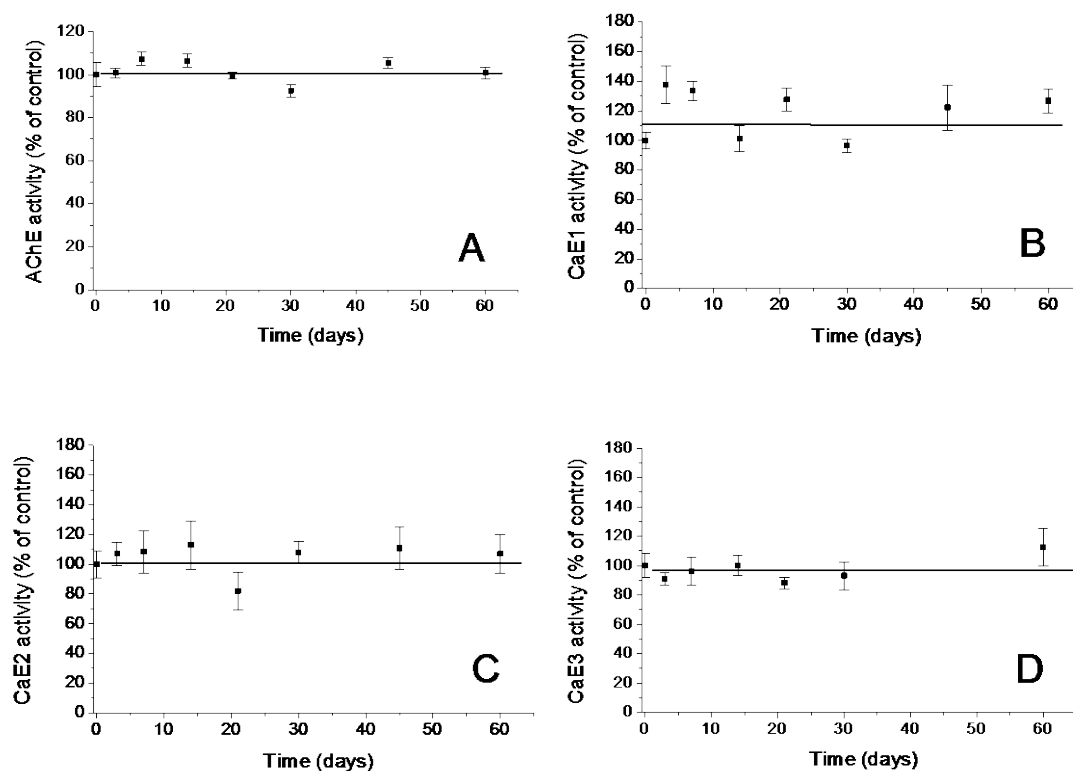 AChE activity (% of control)
120
100
80
60
40
20
0
0 10 20 30 40 50 60
Time (days)
A
CaE1 activity (% of control)
180
160
140
120
100
80
60
40
20
0
0 10 20 30 40 50 60
Time (days)
B
CaE2 activity (% of control)
180
160
140
120
100
80
60
40
20
0
0 10 20 30 40 50 60
Time (days)
C
CaE3 activity (% of control)
180
160
140
120
100
80
60
40
20
0
0 10 20 30 40 50 60
Time (days)
D